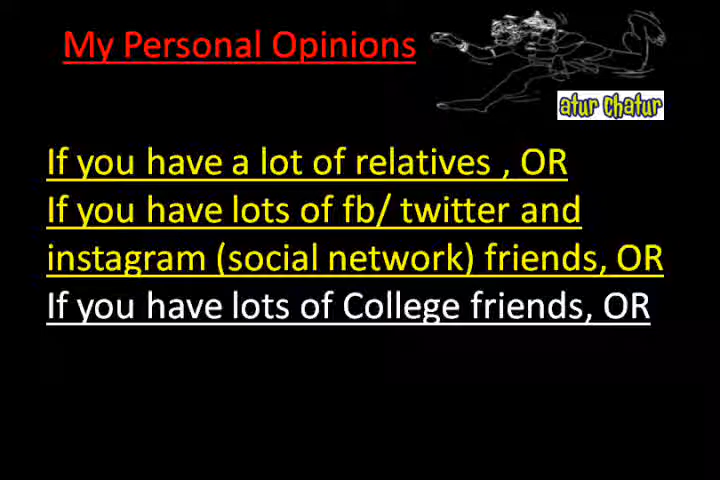 My Personal Opinions
atur chatur
If you have a lot of relatives , OR
If you have lots of fb/ twitter and
instagram (social network) friends, OR
If you have lots of College friends, OR